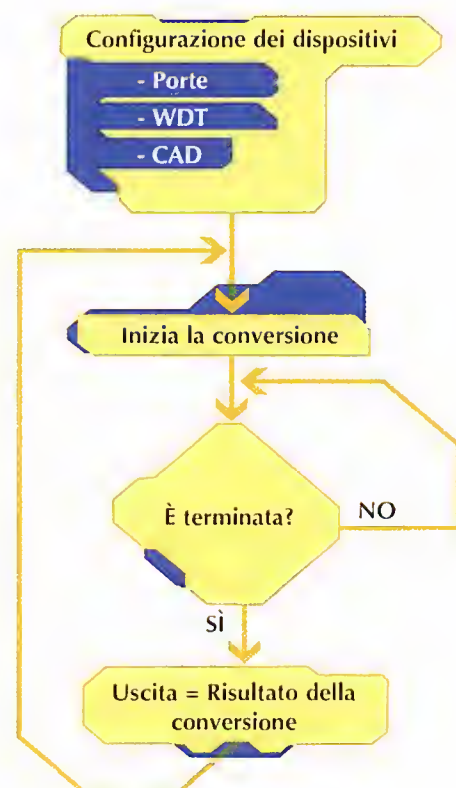 Configurazione dei dispositivi
- Porte
- WDT
- CAD
Inizia la conversione
È terminata?
NO
SÌ
Uscita = Risultato della
conversione